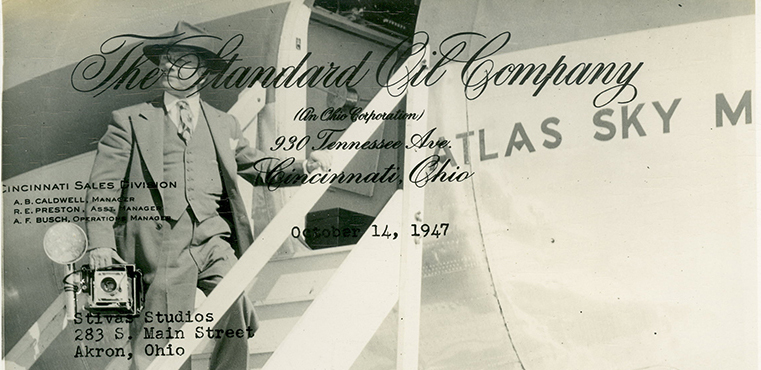 The Standard Oil Company
(An Ohio Corporation)
930 Tennessee Ave.
Cincinnati, Ohio
ATLAS SKY M
CINCINNATI SALES DIVISION
A. B. CALDWELL, MANAGER
R. E. PRESTON, ASST. MANAGER
A. F. BUSCH, OPERATIONS MANAGER
October 14, 1947
Stivas Studios
283 S. Main Street
Akron, Ohio